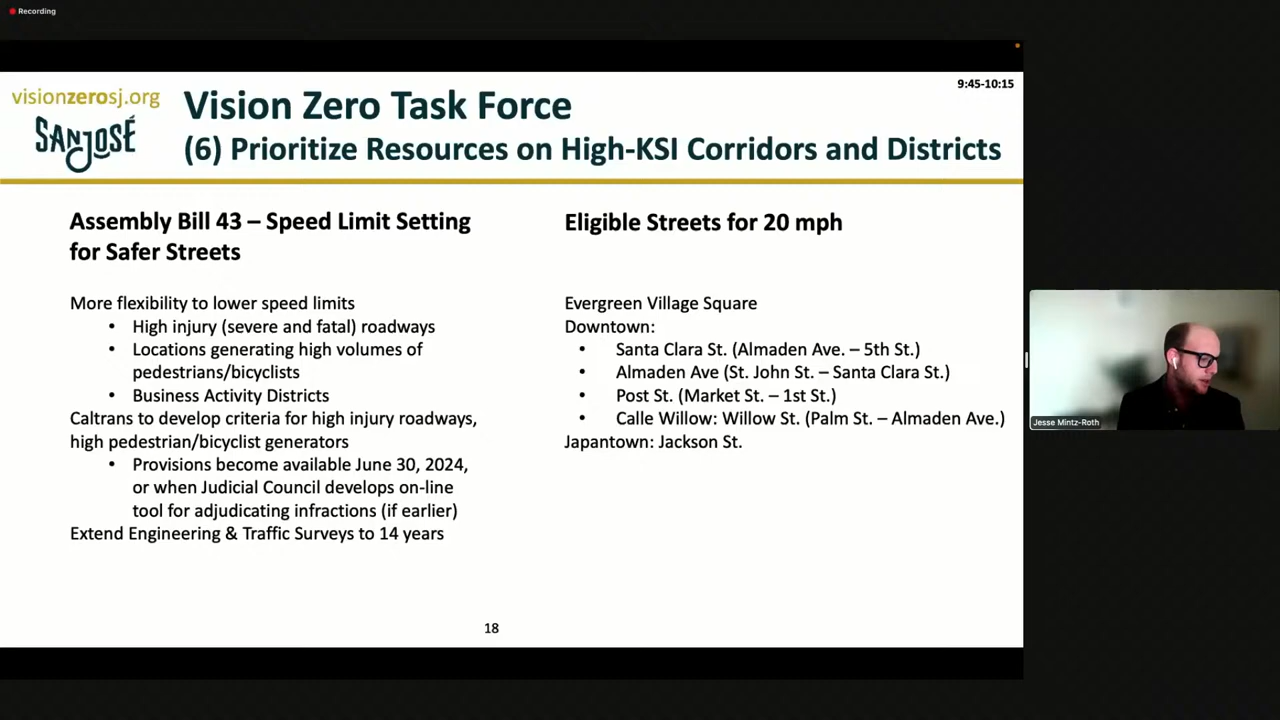 Recording
9:45-10:15
visionzerosj.org
SAN JOSÉ
Vision Zero Task Force
(6) Prioritize Resources on High-KSI Corridors and Districts
Assembly Bill 43 – Speed Limit Setting
for Safer Streets
More flexibility to lower speed limits
• High injury (severe and fatal) roadways
• Locations generating high volumes of
pedestrians/bicyclists
• Business Activity Districts
Caltrans to develop criteria for high injury roadways,
high pedestrian/bicyclist generators
• Provisions become available June 30, 2024,
or when Judicial Council develops on-line
tool for adjudicating infractions (if earlier)
Extend Engineering & Traffic Surveys to 14 years
Eligible Streets for 20 mph
Evergreen Village Square
Downtown:
• Santa Clara St. (Almaden Ave. – 5th St.)
• Almaden Ave (St. John St. – Santa Clara St.)
• Post St. (Market St. – 1st St.)
• Calle Willow: Willow St. (Palm St. – Almaden Ave.)
Japantown: Jackson St.
18
Jesse Mintz-Roth